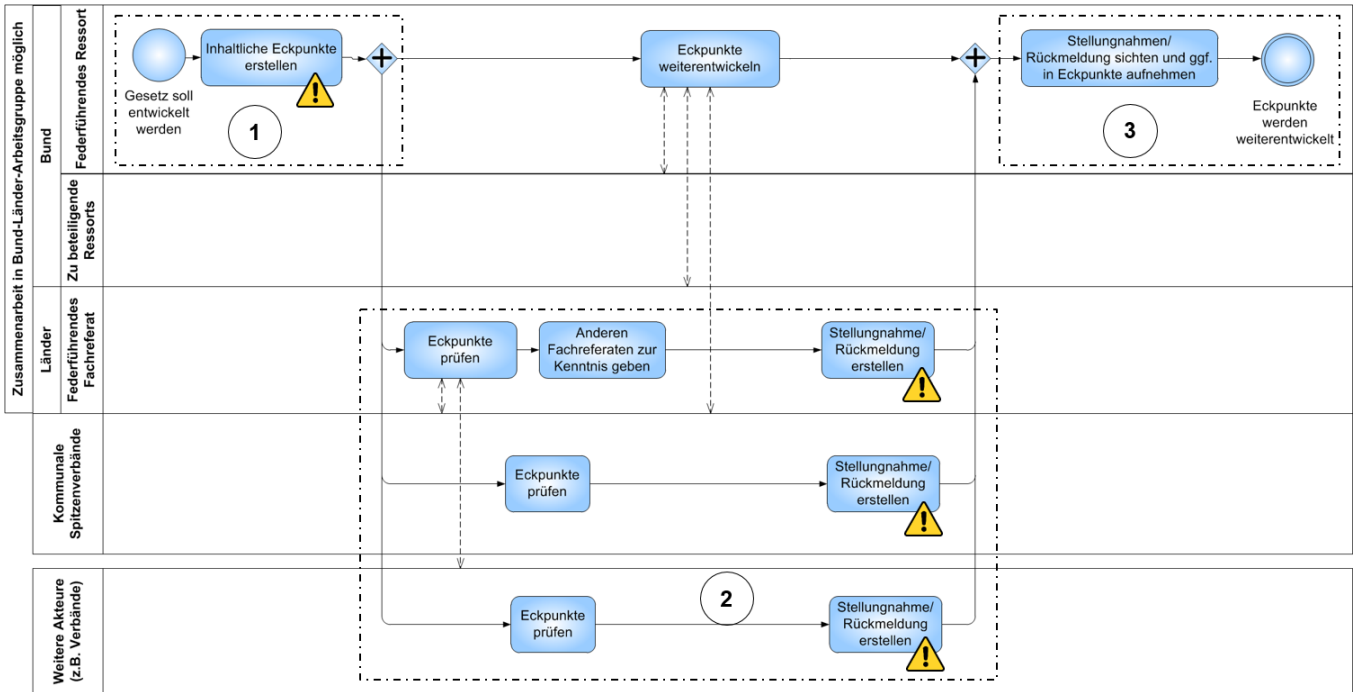 Zusammenarbeit in Bund-Länder-Arbeitsgruppe möglich
Bund
Federführendes Ressort
Gesetz soll
entwickelt
werden
Inhaltliche Eckpunkte
erstellen
1
Eckpunkte
weiterentwickeln
Stellungnahmen/
Rückmeldung sichten und ggf.
in Eckpunkte aufnehmen
3
Eckpunkte
werden
weiterentwickelt
Zu beteiligende
Ressorts
Länder
Federführendes
Fachreferat
Eckpunkte
prüfen
Anderen
Fachreferaten zur
Kenntnis geben
Stellungnahme/
Rückmeldung
erstellen
Kommunale
Spitzenverbände
Eckpunkte
prüfen
Stellungnahme/
Rückmeldung
erstellen
Weitere Akteure
(z.B. Verbände)
Eckpunkte
prüfen
2
Stellungnahme/
Rückmeldung
erstellen